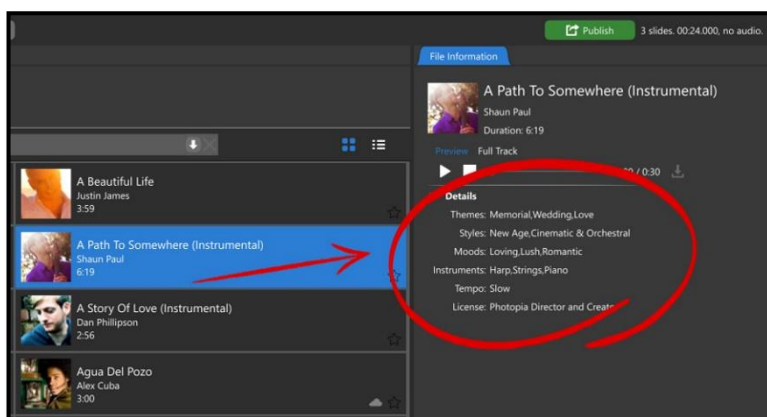 Publish
3 slides. 00:24.000, no audio.
File Information
A Path To Somewhere (Instrumental)
Shaun Paul
Duration: 6:19
Preview Full Track
/ 0:30
Details
Themes: Memorial,Wedding,Love
Styles: New Age,Cinematic & Orchestral
Moods: Loving,Lush,Romantic
Instruments: Harp,Strings,Piano
Tempo: Slow
License: Photopia Director and Creator
A Beautiful Life
Justin James
3:59
A Path To Somewhere (Instrumental)
Shaun Paul
6:19
A Story Of Love (Instrumental)
Dan Phillipson
2:56
Agua Del Pozo
Alex Cuba
3:00